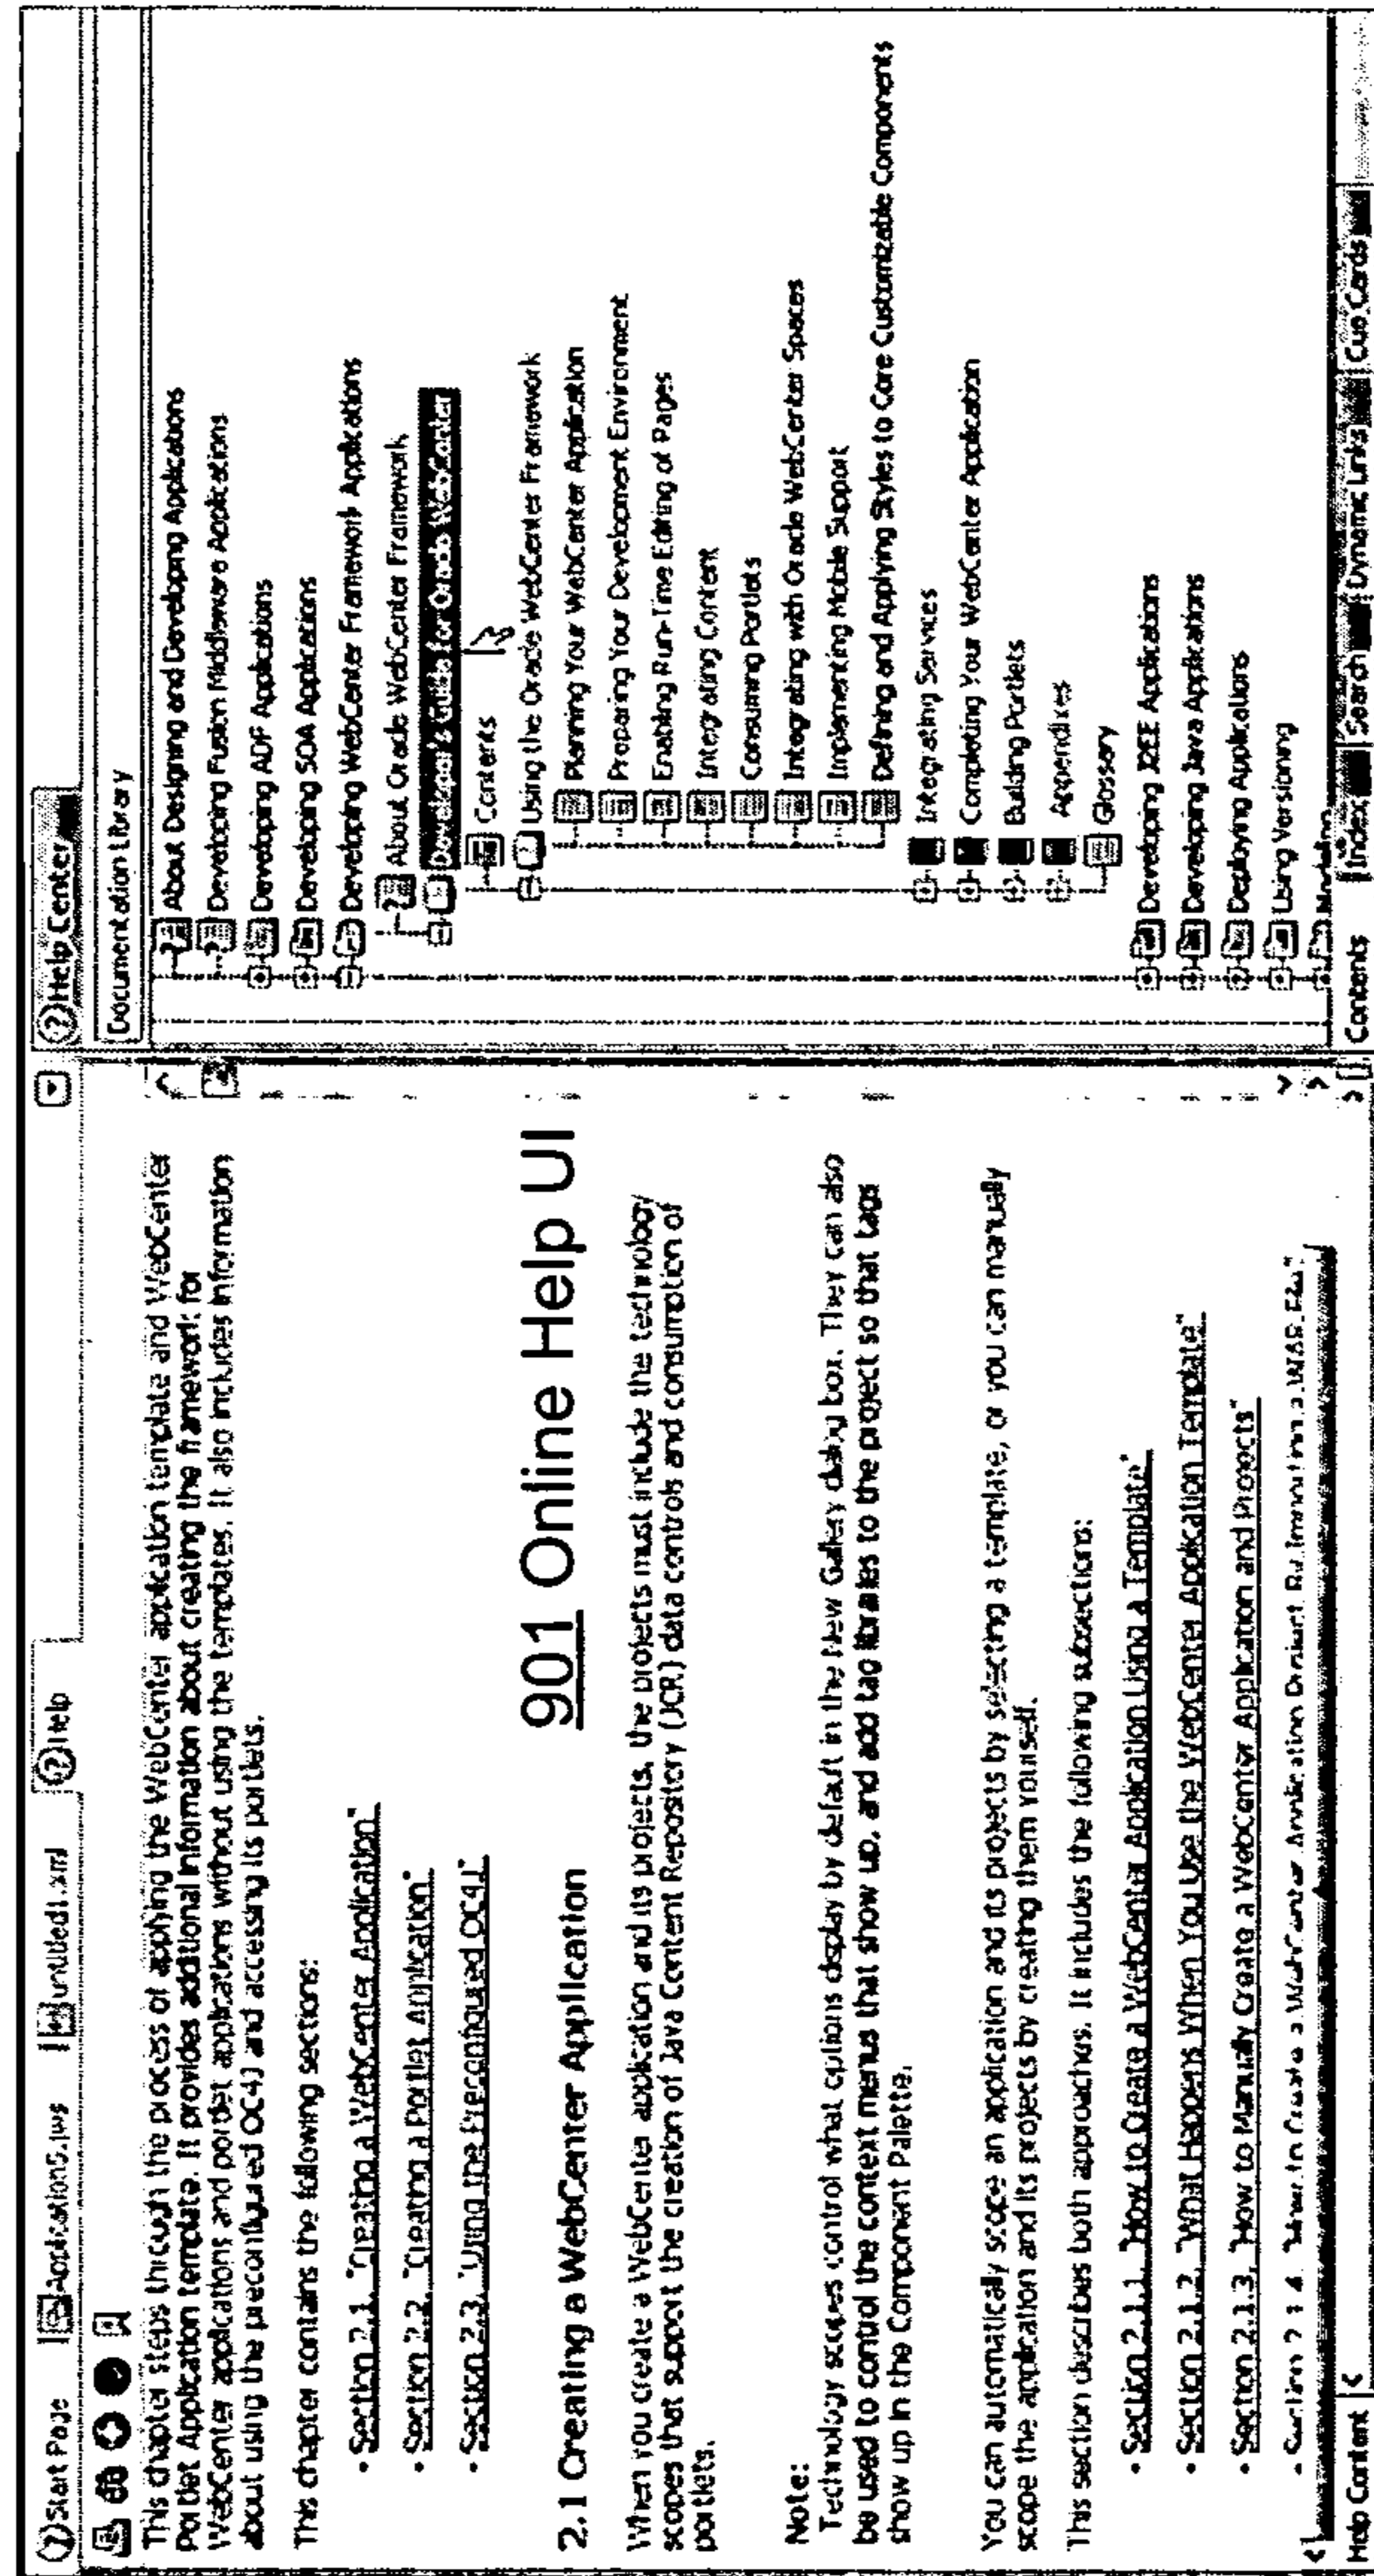 Start Page
Application5.jws
untitled1.xml
Help
This chapter steps through the process of applying the WebCenter application template and WebCenter
Portlet Application template. It provides additional information about creating the framework for
WebCenter applications and portlet applications without using the templates. It also includes information
about using the preconfigured OC4J and accessing its portlets.
This chapter contains the following sections:
• Section 2.1, "Creating a WebCenter Application"
• Section 2.2, "Creating a Portlet Application"
• Section 2.3, "Using the Preconfigured OC4J"
901 Online Help UI
2.1 Creating a WebCenter Application
When you create a WebCenter application and its projects, the projects must include the technology
scopes that support the creation of Java Content Repository (JCR) data controls and consumption of
portlets.
Note:
Technology scopes control what options display by default in the New Gallery dialog box. They can also
be used to control the context menus that show up, and add tag libraries to the project so that tags
show up in the Component Palette.
You can automatically scope an application and its projects by selecting a template, or you can manually
scope the application and its projects by creating them yourself.
This section describes both approaches. It includes the following subsections:
• Section 2.1.1, "How to Create a WebCenter Application Using a Template"
• Section 2.1.2, "What Happens When You Use the WebCenter Application Template"
• Section 2.1.3, "How to Manually Create a WebCenter Application and Projects"
• Section 2.1.4, "How to Create a WebCenter Application Project By Importing a WAR File"
Help Content
Help Center
Documentation Library
About Designing and Developing Applications
Developing Fusion Middleware Applications
Developing ADF Applications
Developing SOA Applications
Developing WebCenter Framework Applications
About Oracle WebCenter Framework
Developer's Guide for Oracle WebCenter
Contents
Using the Oracle WebCenter Framework
Planning Your WebCenter Application
Preparing Your Development Environment
Enabling Run-Time Editing of Pages
Integrating Content
Consuming Portlets
Integrating with Oracle WebCenter Spaces
Implementing Mobile Support
Defining and Applying Styles to Core Customizable Components
Integrating Services
Completing Your WebCenter Application
Building Portlets
Appendixes
Glossary
Developing J2EE Applications
Developing Java Applications
Deploying Applications
Using Versioning
Contents
Index
Search
Dynamic Links
Cue Cards